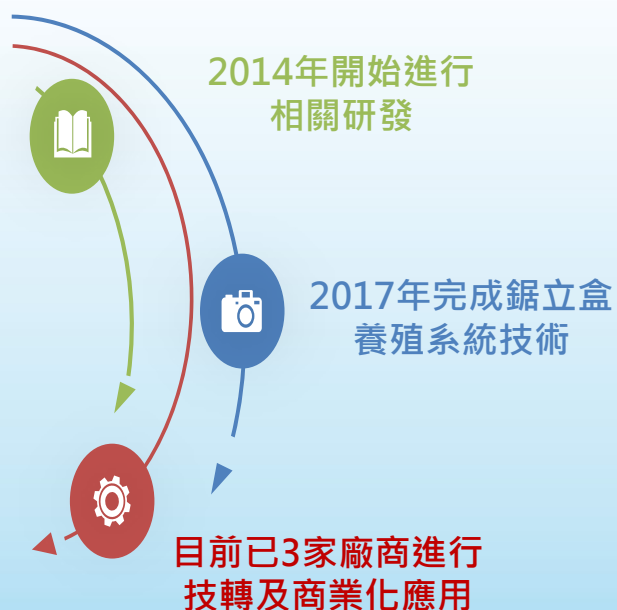 2014年開始進行
相關研發
2017年完成鋸立盒
養殖系統技術
目前已3家廠商進行
技轉及商業化應用